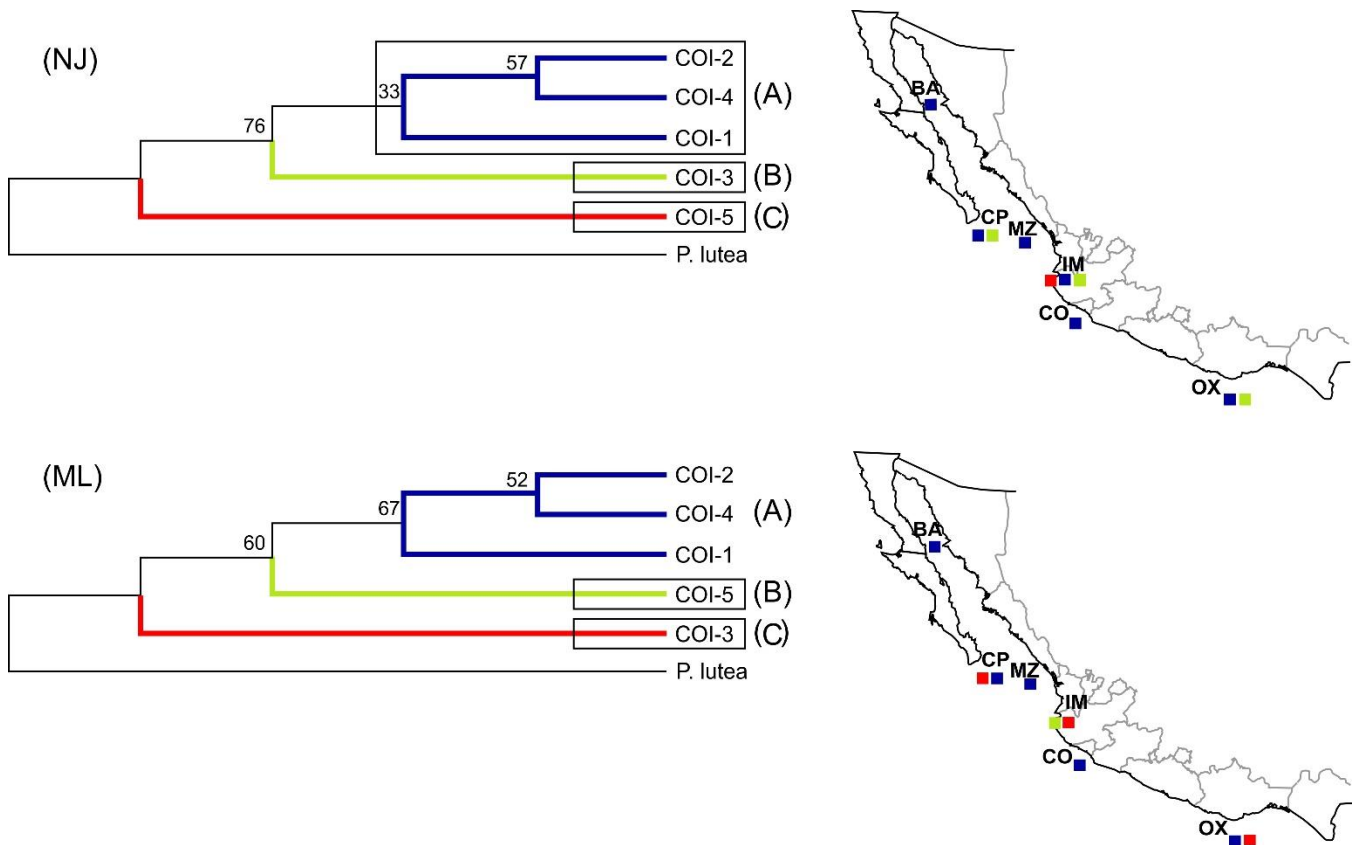 (NJ)
76
33
57
COI-2
COI-4
(A)
COI-1
COI-3
(B)
COI-5
(C)
P. lutea
BA
CP
MZ
IM
CO
OX
(ML)
60
67
52
COI-2
COI-4
(A)
COI-1
COI-5
(B)
COI-3
(C)
P. lutea
BA
CP
MZ
IM
CO
OX